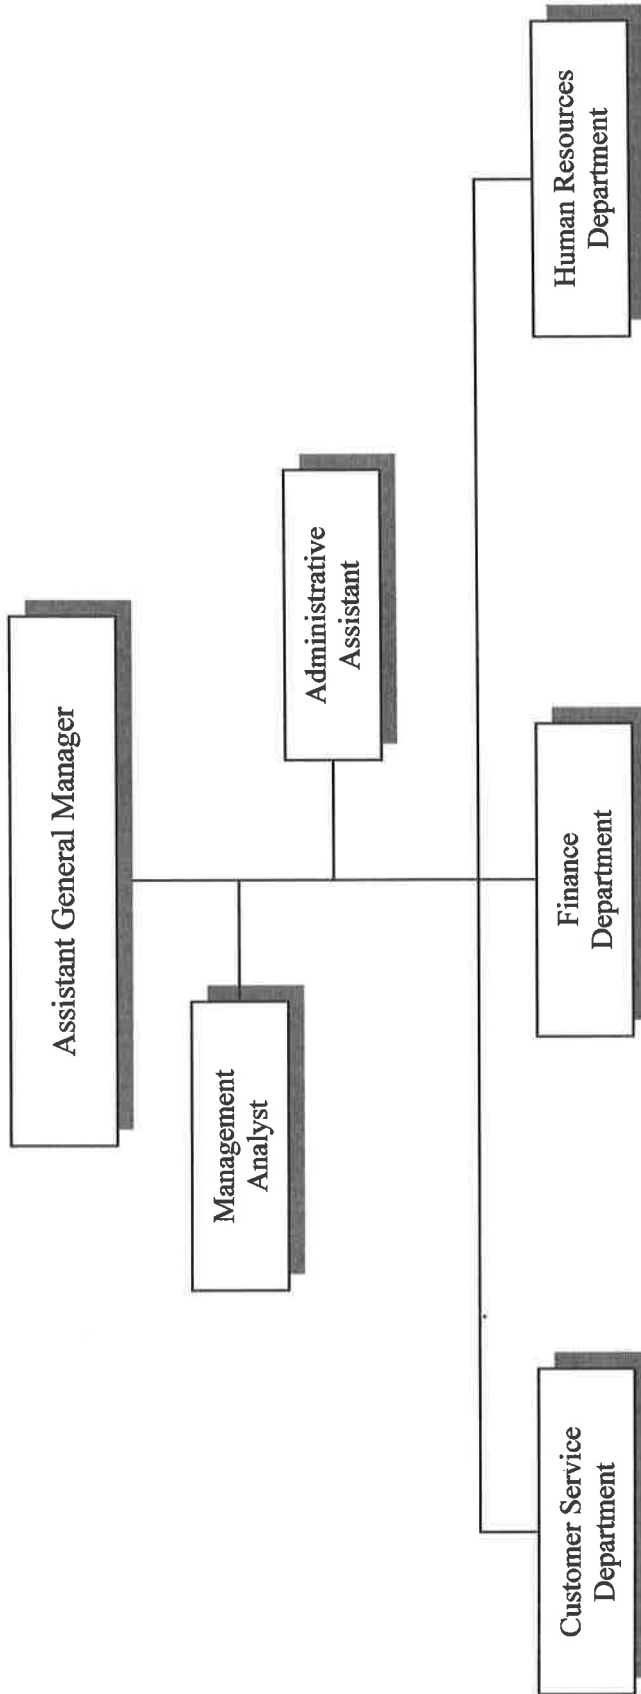 Assistant General Manager
Management
Analyst
Administrative
Assistant
Customer Service
Department
Finance
Department
Human Resources
Department